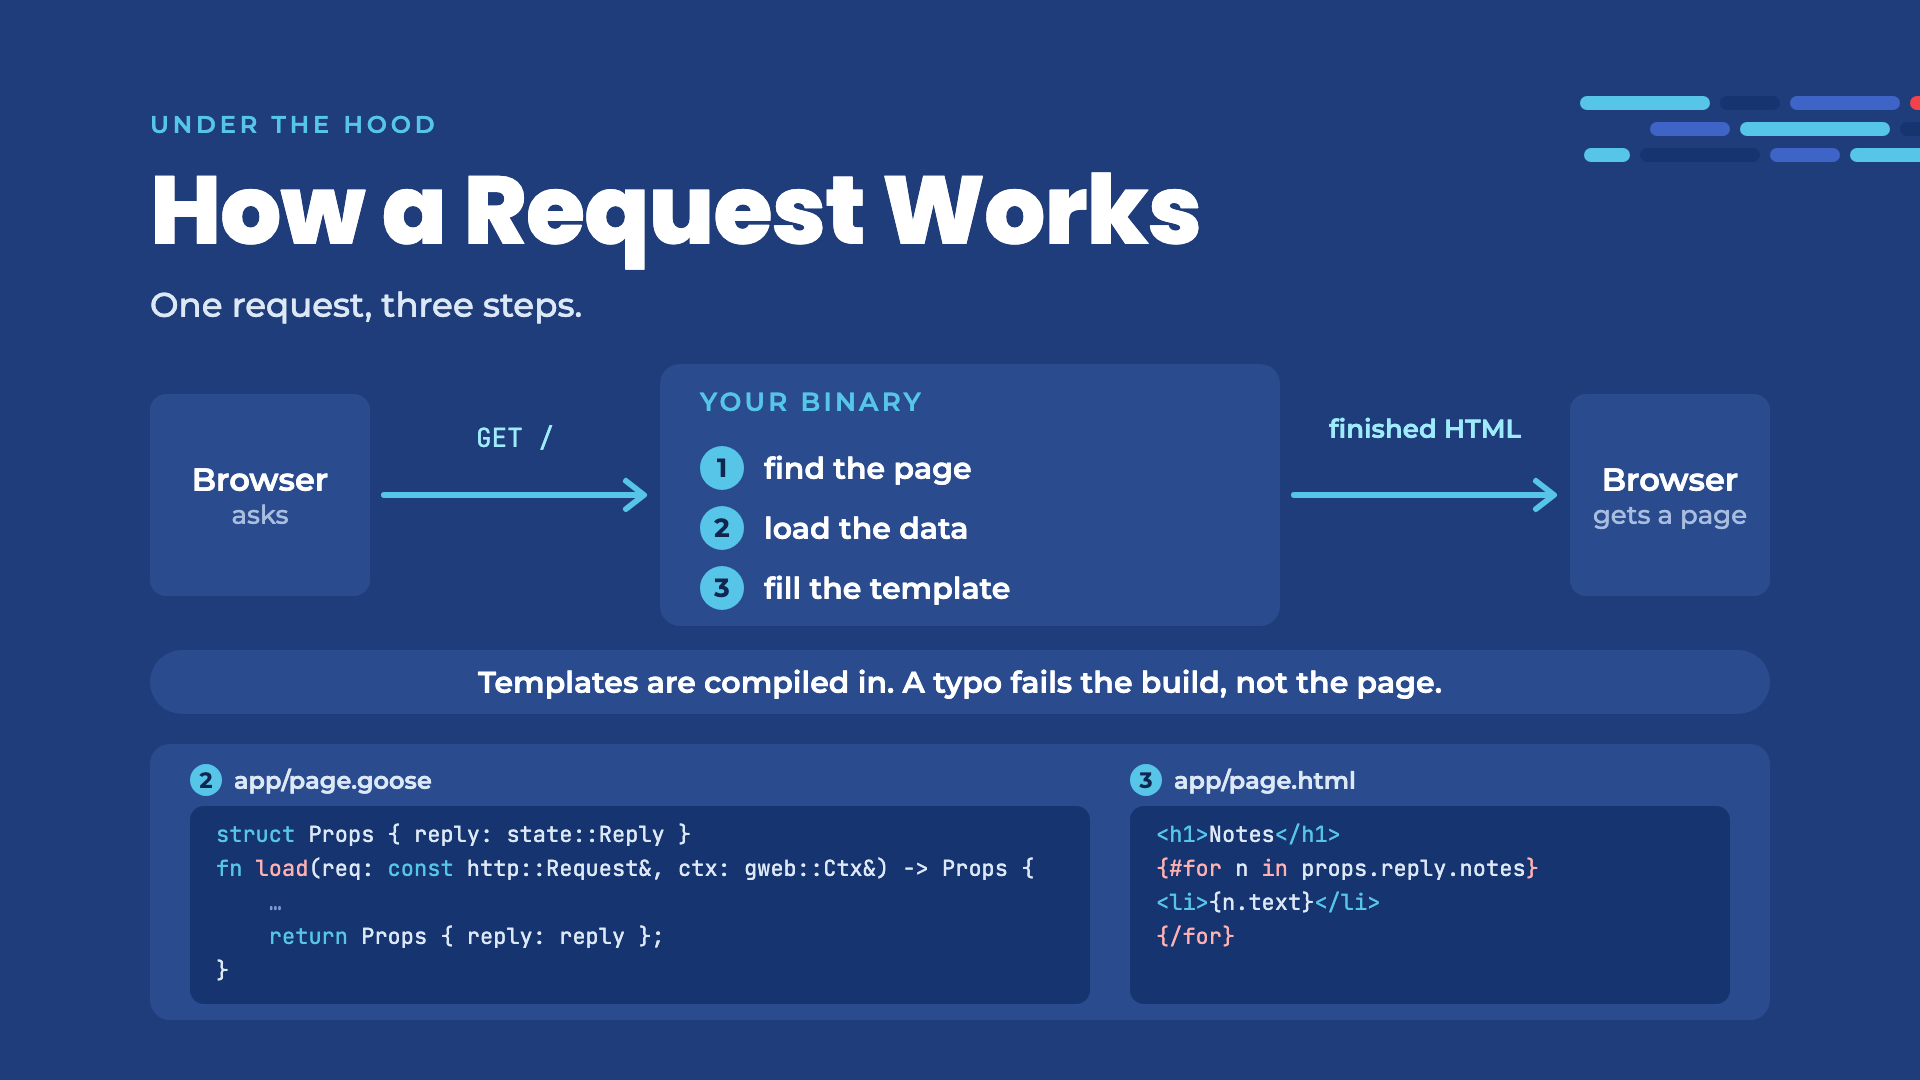 UNDER THE HOOD
How a Request Works
One request, three steps.
Browser
asks
GET /
YOUR BINARY
1 find the page
2 load the data
3 fill the template
finished HTML
Browser
gets a page
Templates are compiled in. A typo fails the build, not the page.
2 app/page.goose
struct Props { reply: state::Reply }
fn load(req: const http::Request&, ctx: gweb::Ctx&) -> Props {
    …
    return Props { reply: reply };
}
3 app/page.html
<h1>Notes</h1>
{#for n in props.reply.notes}
<li>{n.text}</li>
{/for}